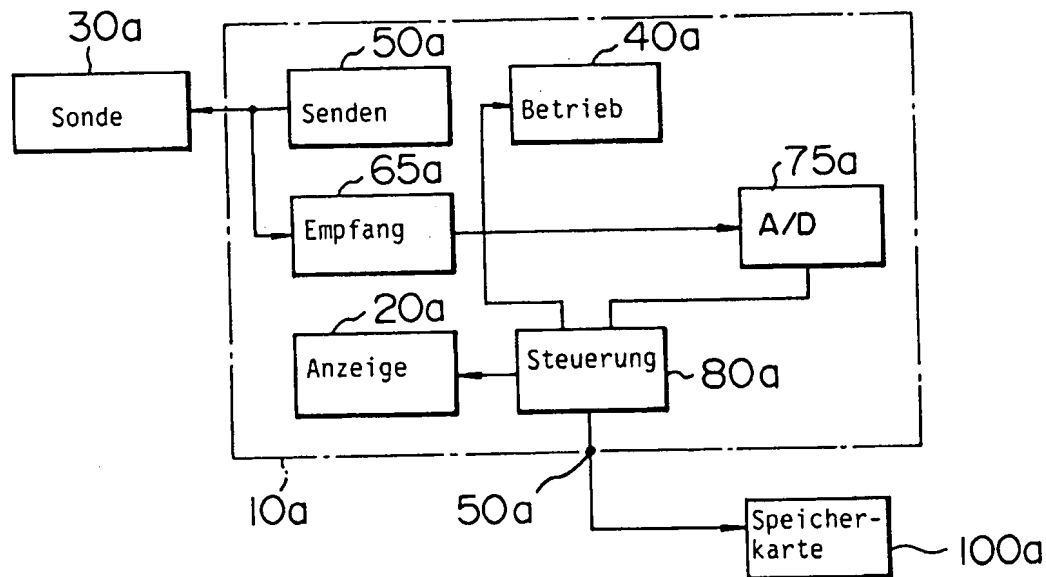 30a
50a
40a
Sonde
Senden
Betrieb
65a
75a
Empfang
A/D
20a
Anzeige
Steuerung
80a
10a
50a
Speicher-
karte
100a